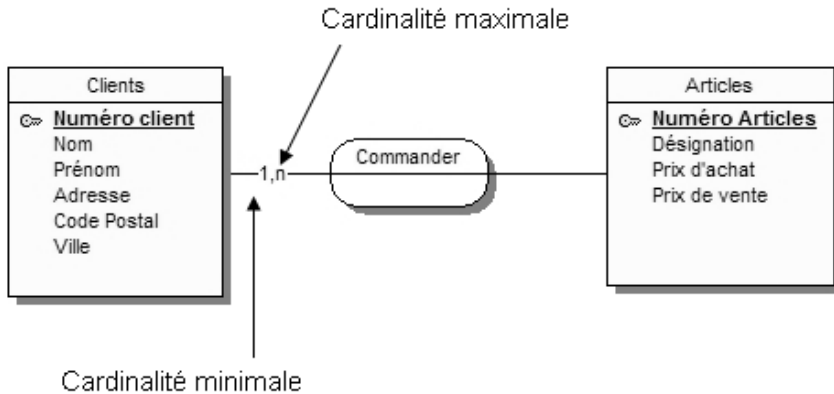 Cardinalité maximale
Clients
Numéro client
Nom
Prénom
Adresse
Code Postal
Ville
1,n
Commander
Articles
Numéro Articles
Désignation
Prix d'achat
Prix de vente
Cardinalité minimale